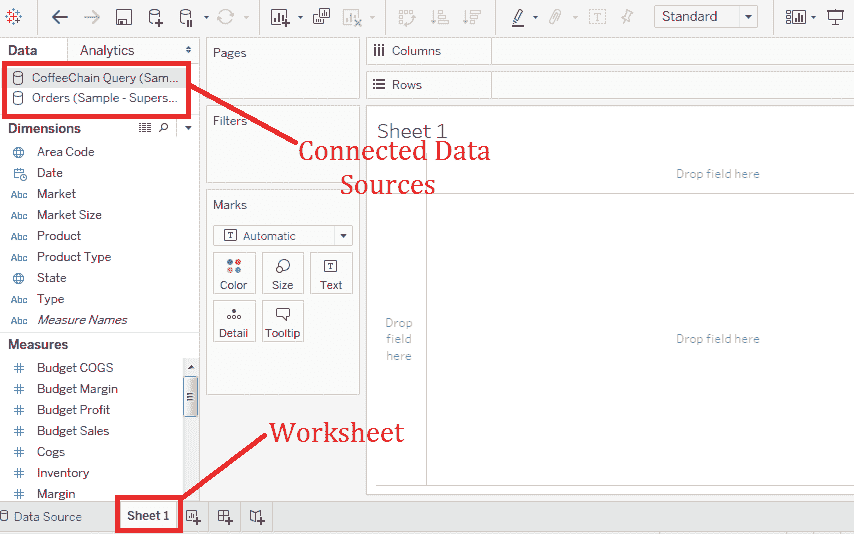 Standard
Data
Analytics
CoffeeChain Query (Sam...
Orders (Sample - Supers...
Dimensions
Area Code
Date
Abc Market
Abc Market Size
Abc Product
Abc Product Type
State
Abc Type
Abc Measure Names
Measures
Budget COGS
Budget Margin
Budget Profit
Budget Sales
Cogs
Inventory
Margin
Pages
Filters
Marks
T Automatic
Color
Size
T
Text
Detail
Tooltip
Columns
Rows
Sheet 1
Connected Data
Sources
Drop field here
Drop
field
here
Drop field here
Worksheet
Data Source
Sheet 1